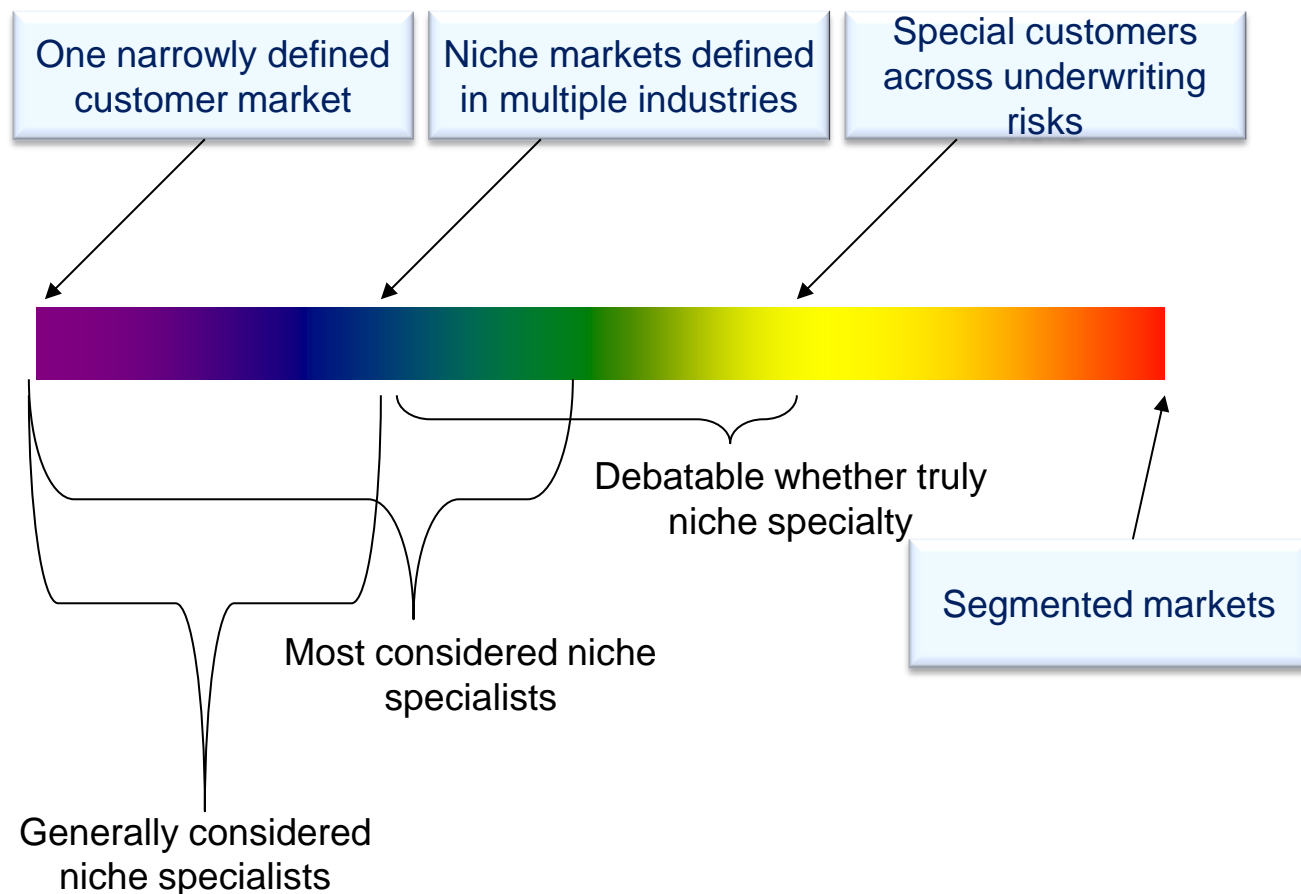 One narrowly defined
customer market
Niche markets defined
in multiple industries
Special customers
across underwriting
risks
Debatable whether truly
niche specialty
Segmented markets
Most considered niche
specialists
Generally considered
niche specialists